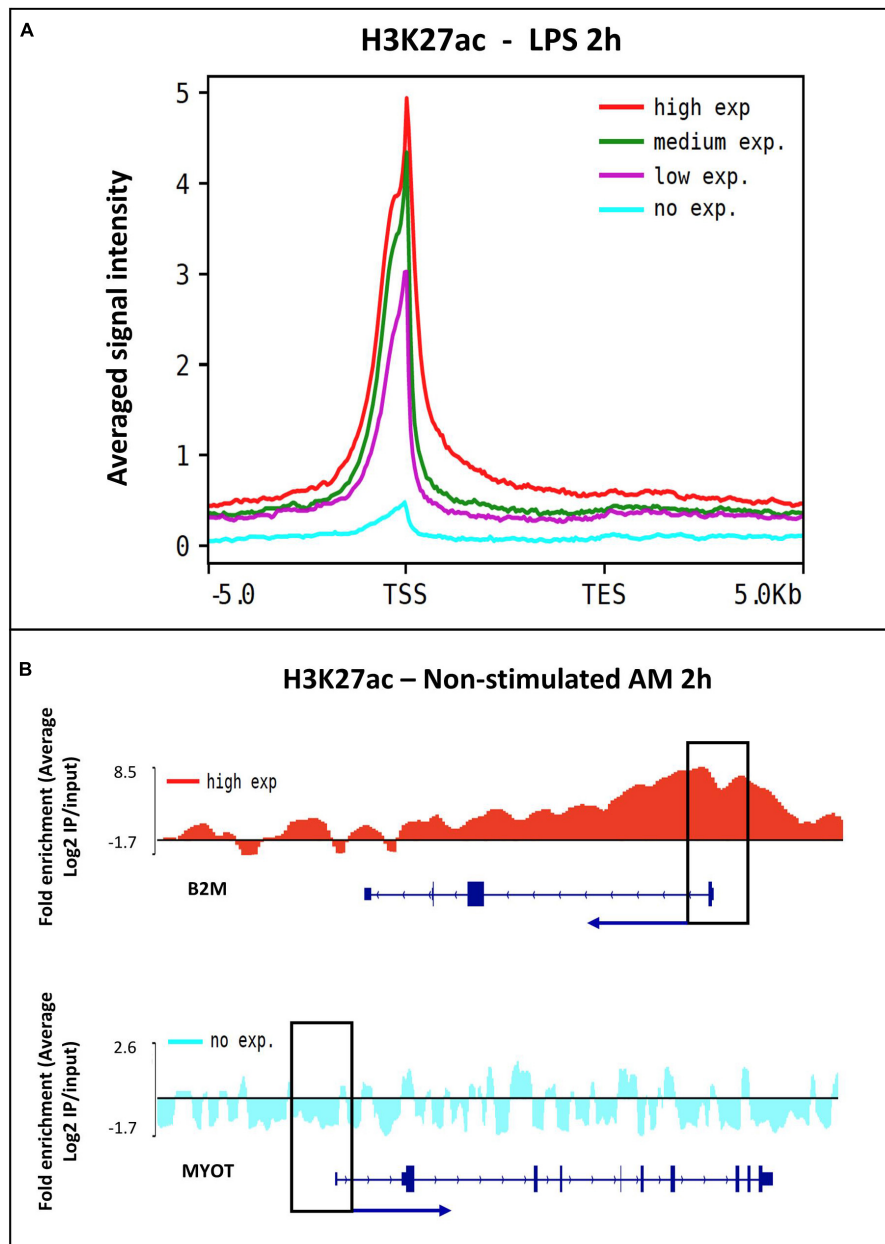 A
H3K27ac - LPS 2h
Averaged signal intensity
5
4
3
2
1
0
high exp
medium exp.
low exp.
no exp.
-5.0
TSS
TES
5.0Kb
B
H3K27ac – Non-stimulated AM 2h
Fold enrichment (Average
Log2 IP/input)
8.5
-1.7
high exp
B2M
Fold enrichment (Average
Log2 IP/input)
2.6
-1.7
no exp.
MYOT